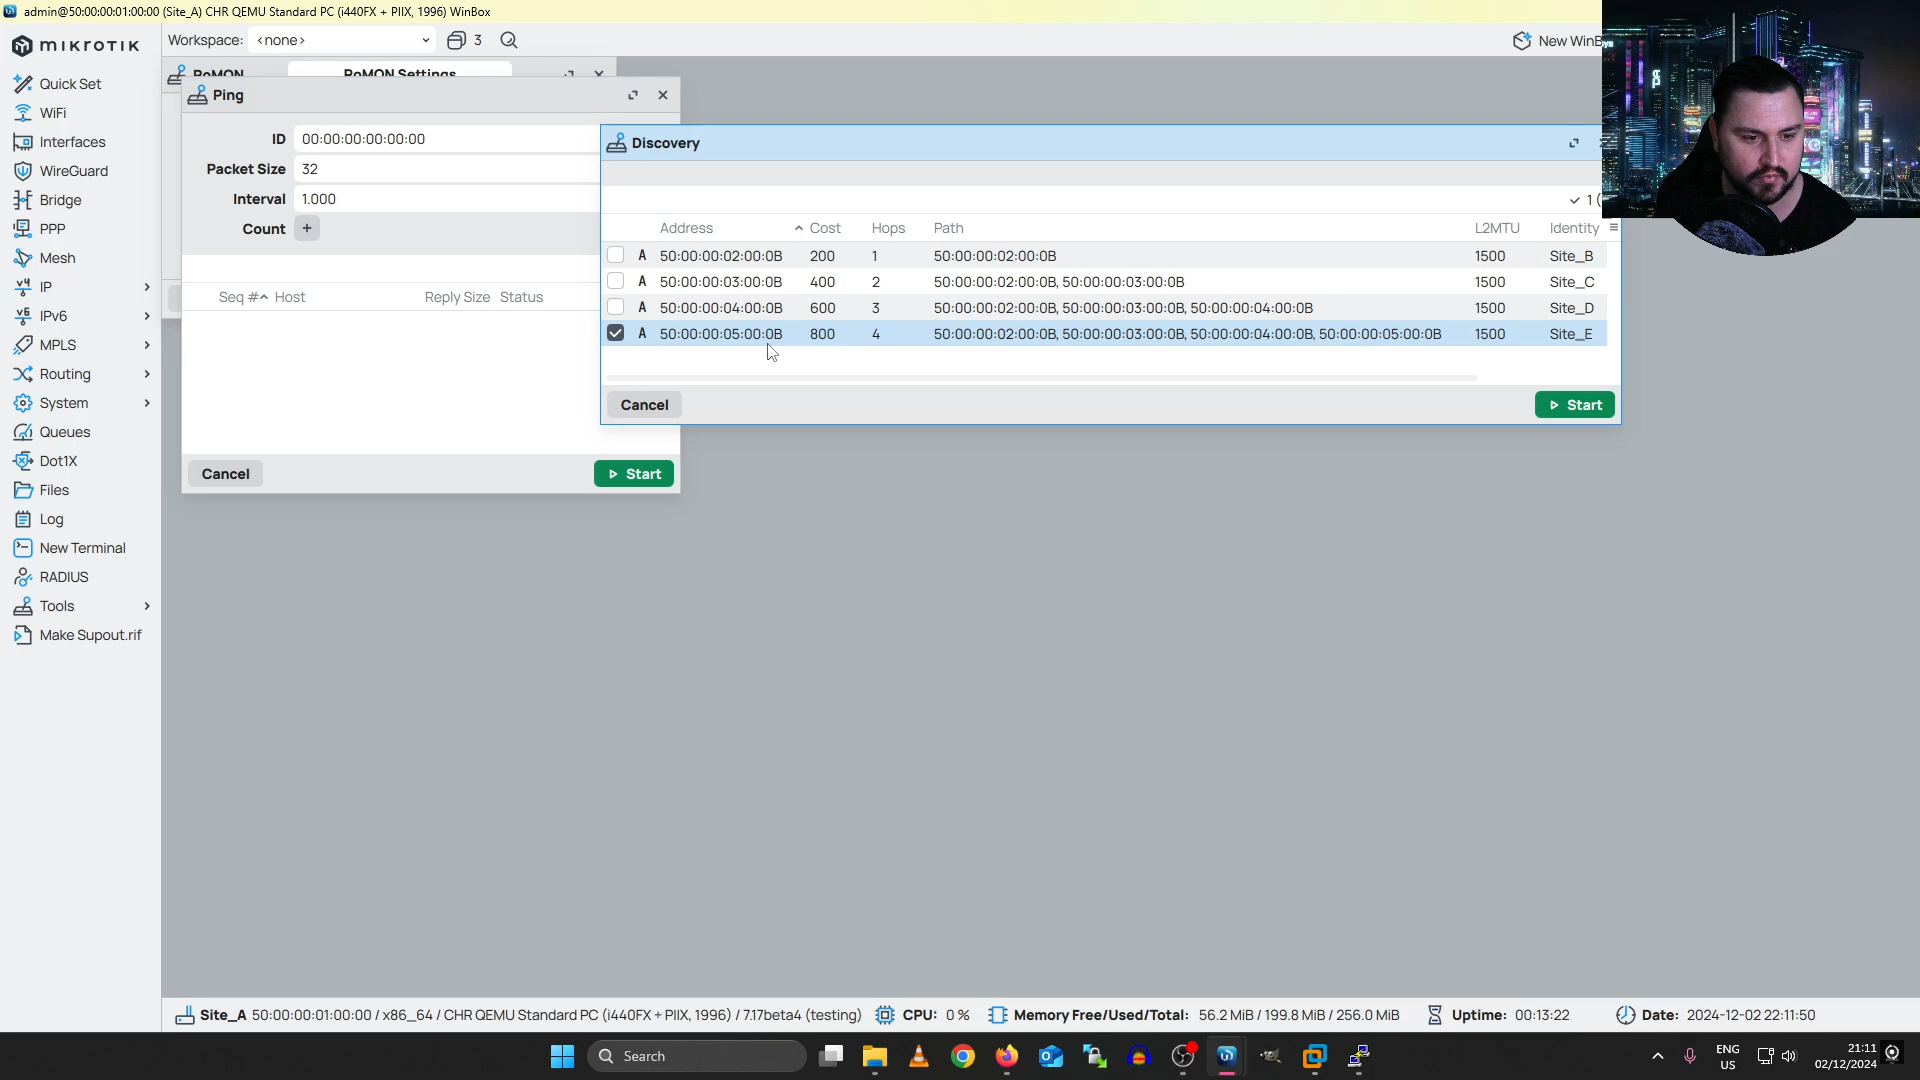 admin@50:00:00:01:00:00 (Site_A) CHR QEMU Standard PC (i440FX + PIIX, 1996) WinBox
mikrotik
Workspace: <none> 3
New WinB
Quick Set
WiFi
Interfaces
WireGuard
Bridge
PPP
Mesh
IP
IPv6
MPLS
Routing
System
Queues
Dot1X
Files
Log
New Terminal
RADIUS
Tools
Make Supout.rif
RoMON RoMON Settings
Ping
ID 00:00:00:00:00:00
Packet Size 32
Interval 1.000
Count +
Seq # Host Reply Size Status
Cancel Start
Discovery
1 (
Address Cost Hops Path L2MTU Identity
A 50:00:00:02:00:0B 200 1 50:00:00:02:00:0B 1500 Site_B
A 50:00:00:03:00:0B 400 2 50:00:00:02:00:0B, 50:00:00:03:00:0B 1500 Site_C
A 50:00:00:04:00:0B 600 3 50:00:00:02:00:0B, 50:00:00:03:00:0B, 50:00:00:04:00:0B 1500 Site_D
A 50:00:00:05:00:0B 800 4 50:00:00:02:00:0B, 50:00:00:03:00:0B, 50:00:00:04:00:0B, 50:00:00:05:00:0B 1500 Site_E
Cancel Start
Site_A 50:00:00:01:00:00 / x86_64 / CHR QEMU Standard PC (i440FX + PIIX, 1996) / 7.17beta4 (testing) CPU: 0 % Memory Free/Used/Total: 56.2 MiB / 199.8 MiB / 256.0 MiB Uptime: 00:13:22 Date: 2024-12-02 22:11:50
Search
ENG
US
21:11
02/12/2024